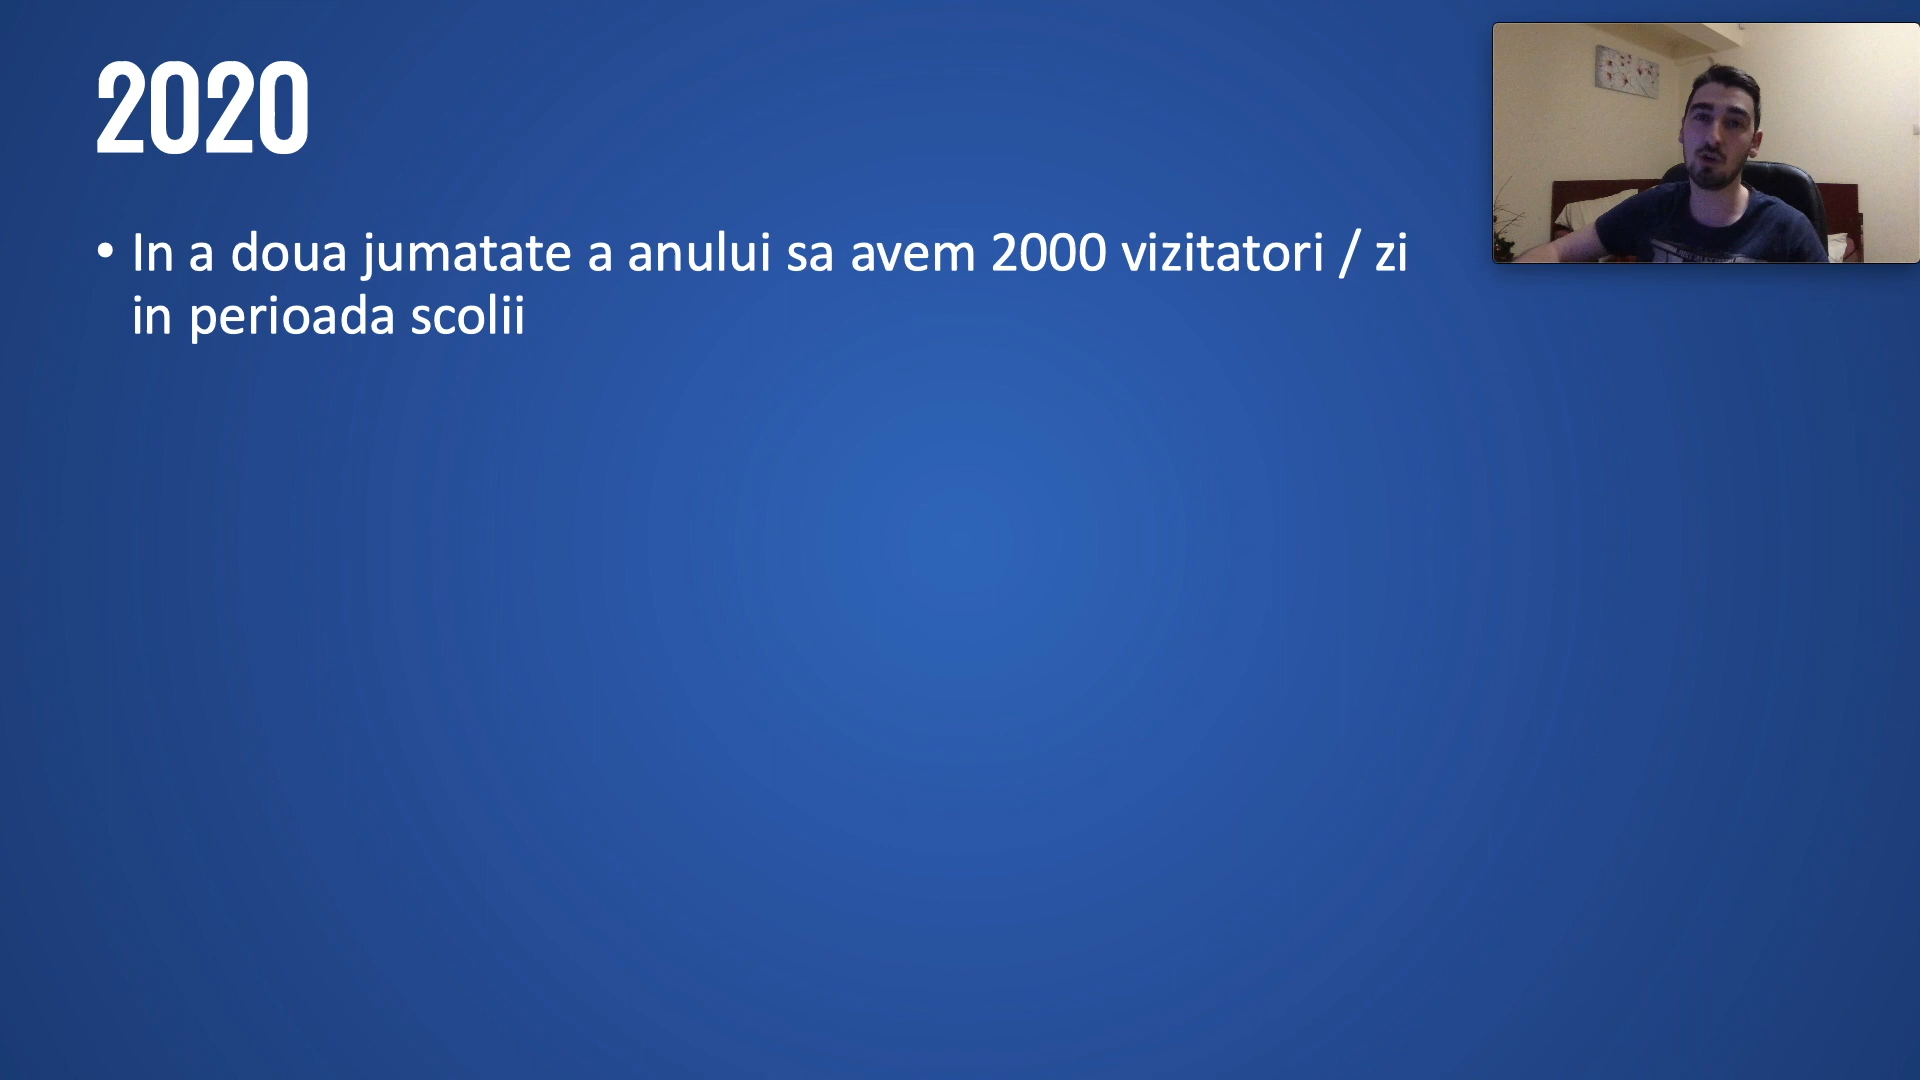 2020
• In a doua jumatate a anului sa avem 2000 vizitatori / zi
in perioada scolii